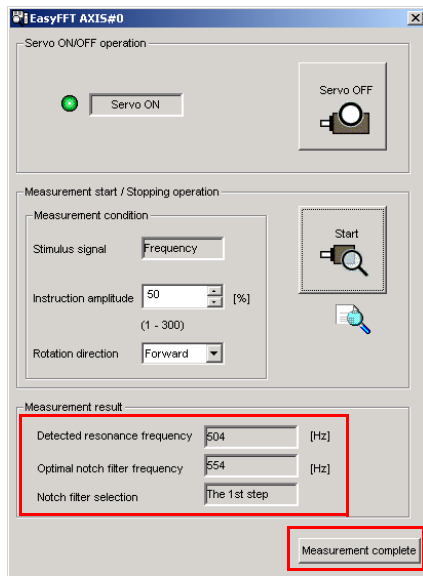 EasyFFT AXIS#0
Servo ON/OFF operation
Servo ON
Servo OFF
Measurement start / Stopping operation
Measurement condition
Stimulus signal Frequency
Start
Instruction amplitude 50 [%]
(1 - 300)
Rotation direction Forward
Measurement result
Detected resonance frequency 504 [Hz]
Optimal notch filter frequency 554 [Hz]
Notch filter selection The 1st step
Measurement complete